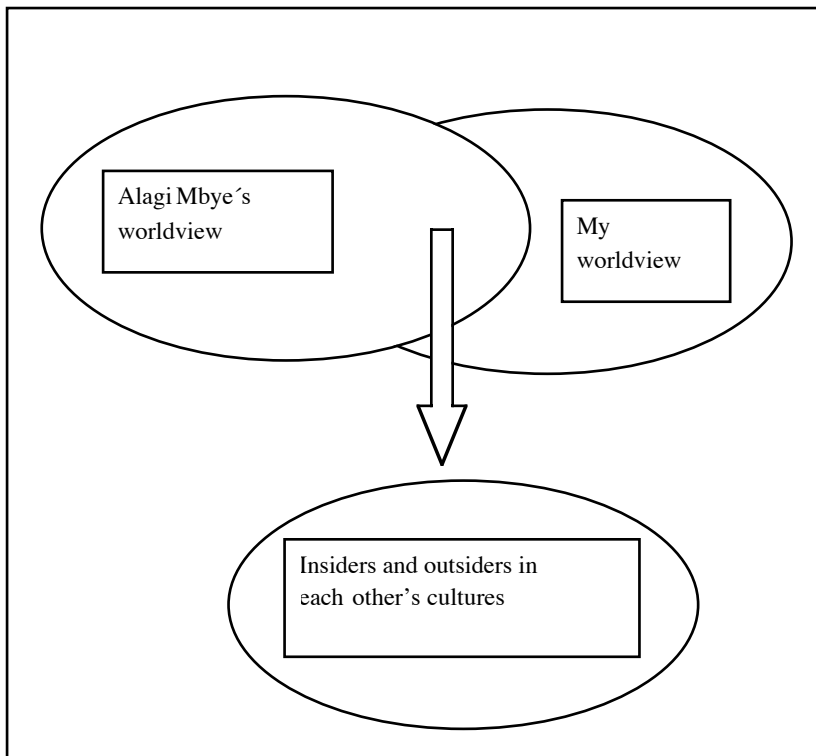 Alagi Mbye´s
worldview
My
worldview
Insiders and outsiders in
each other’s cultures